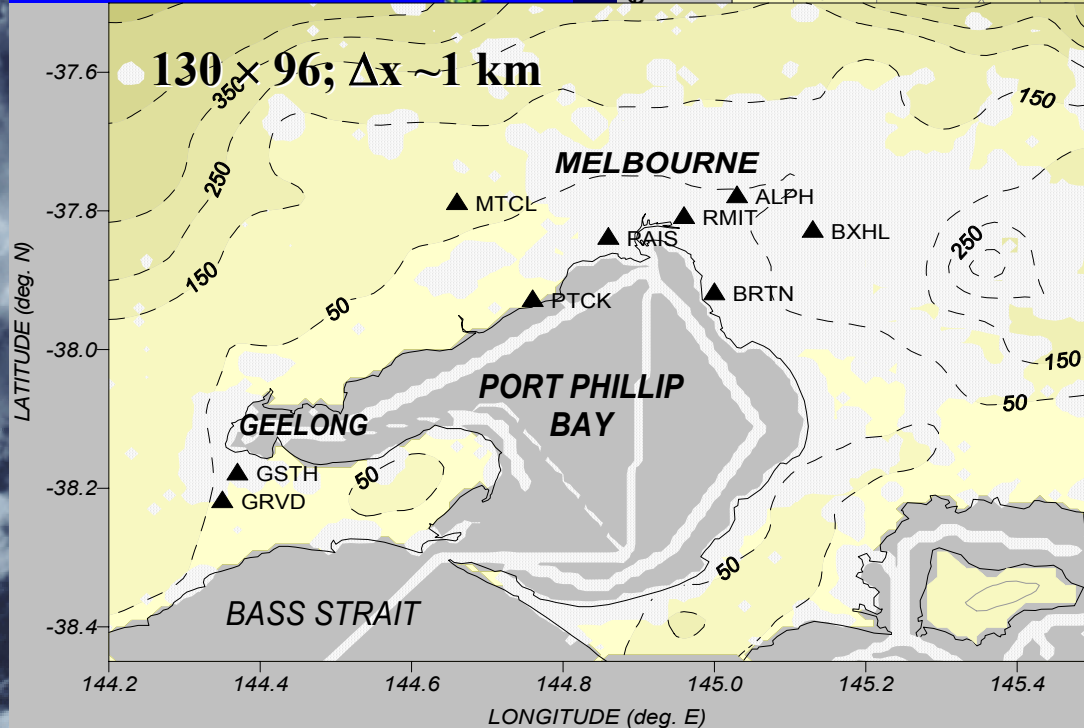 130 × 96; Δx ~1 km
-37.6
350
150
MELBOURNE
250
MTCL
ALPH
-37.8
RMIT
BXHL
PAIS
250
150
PTCK
BRTN
50
LATITUDE (deg. N)
-38.0
150
PORT PHILLIP
BAY
50
GEELONG
GSTH
50
-38.2
GRVD
50
BASS STRAIT
-38.4
144.2
144.4
144.6
144.8
145.0
145.2
145.4
LONGITUDE (deg. E)